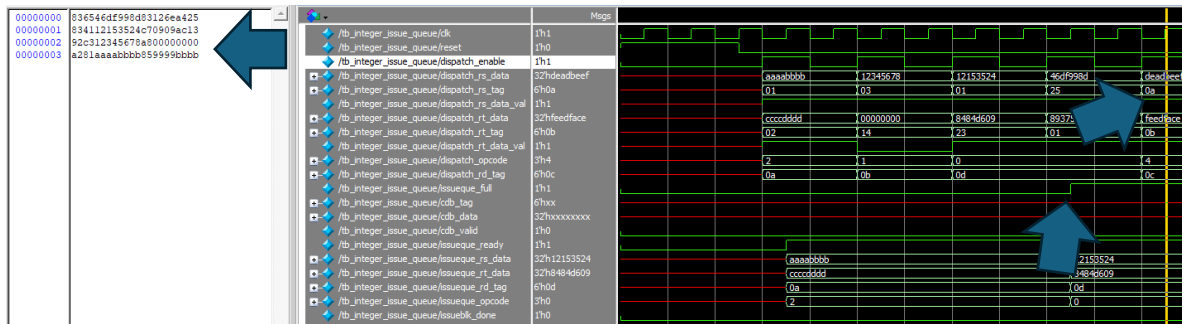 00000000 836546df998d83126ea425
00000001 834112153524c70909ac13
00000002 92c312345678a800000000
00000003 a281aaaabbbb859999bbbb
Msgs
/tb_integer_issue_queue/clk 1'h1
/tb_integer_issue_queue/reset 1'h0
/tb_integer_issue_queue/dispatch_enable 1'h1
/tb_integer_issue_queue/dispatch_rs_data 32'hdeadbeef aaaabbbb 12345678 12153524 46df998d deadbeef
/tb_integer_issue_queue/dispatch_rs_tag 6'h0a 01 03 01 25 0a
/tb_integer_issue_queue/dispatch_rs_data_val 1'h1
/tb_integer_issue_queue/dispatch_rt_data 32'hfeedface ccccdddd 00000000 8484d609 89375 feedface
/tb_integer_issue_queue/dispatch_rt_tag 6'h0b 02 14 23 01 0b
/tb_integer_issue_queue/dispatch_rt_data_val 1'h1
/tb_integer_issue_queue/dispatch_opcode 3'h4 2 1 0 4
/tb_integer_issue_queue/dispatch_rd_tag 6'h0c 0a 0b 0d 0c
/tb_integer_issue_queue/issueque_full 1'h1
/tb_integer_issue_queue/cdb_tag 6'hxx
/tb_integer_issue_queue/cdb_data 32'hxxxxxxxx
/tb_integer_issue_queue/cdb_valid 1'h0
/tb_integer_issue_queue/issueque_ready 1'h1
/tb_integer_issue_queue/issueque_rs_data 32'h12153524 aaaabbbb 12153524
/tb_integer_issue_queue/issueque_rt_data 32'h8484d609 ccccdddd 8484d609
/tb_integer_issue_queue/issueque_rd_tag 6'h0d 0a 0d
/tb_integer_issue_queue/issueque_opcode 3'h0 2 0
/tb_integer_issue_queue/issueblk_done 1'h0